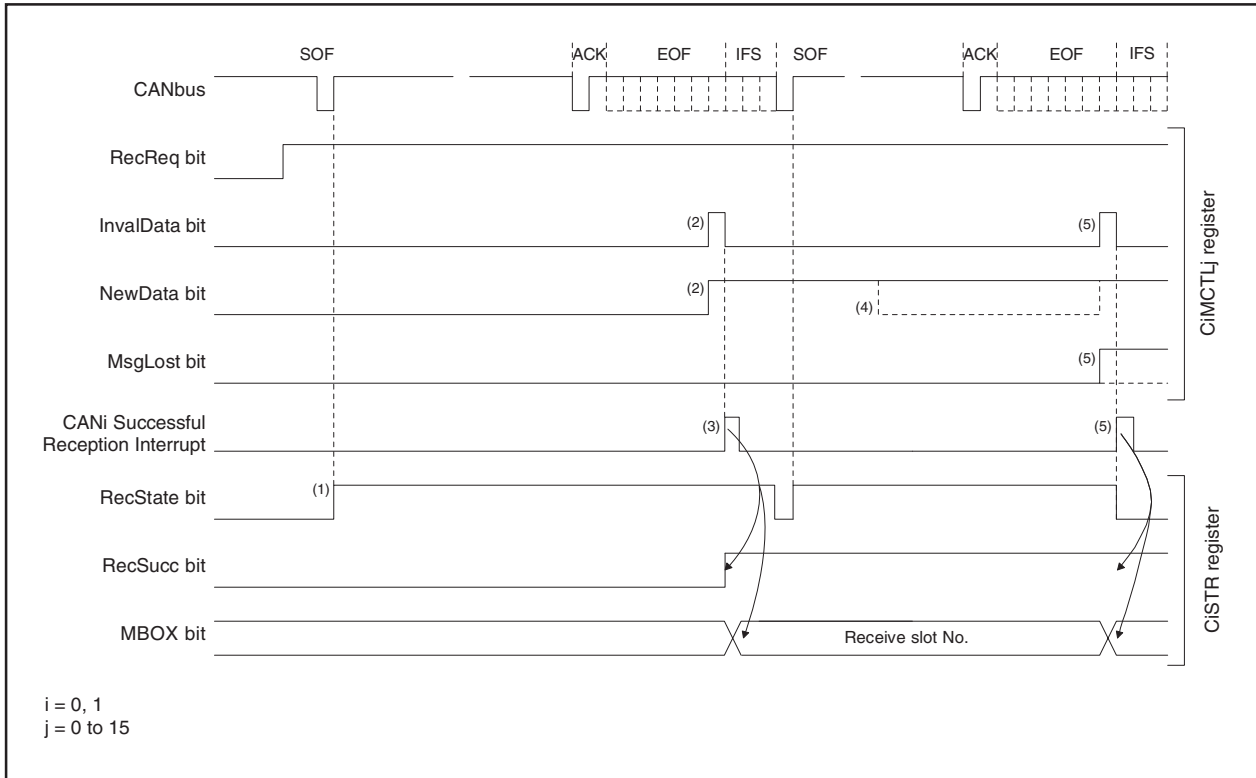 SOF ACK EOF IFS SOF ACK EOF IFS
CANbus
RecReq bit
InvalData bit (2) (5)
NewData bit (2) (4)
MsgLost bit (5)
CANi Successful
Reception Interrupt (3) (5)
RecState bit (1)
RecSucc bit
MBOX bit Receive slot No.
CiMCTLj register
CiSTR register
i = 0, 1
j = 0 to 15